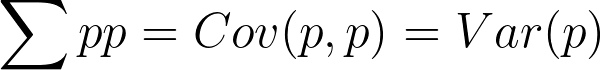 ∑ pp = Cov(p, p) = Var(p)